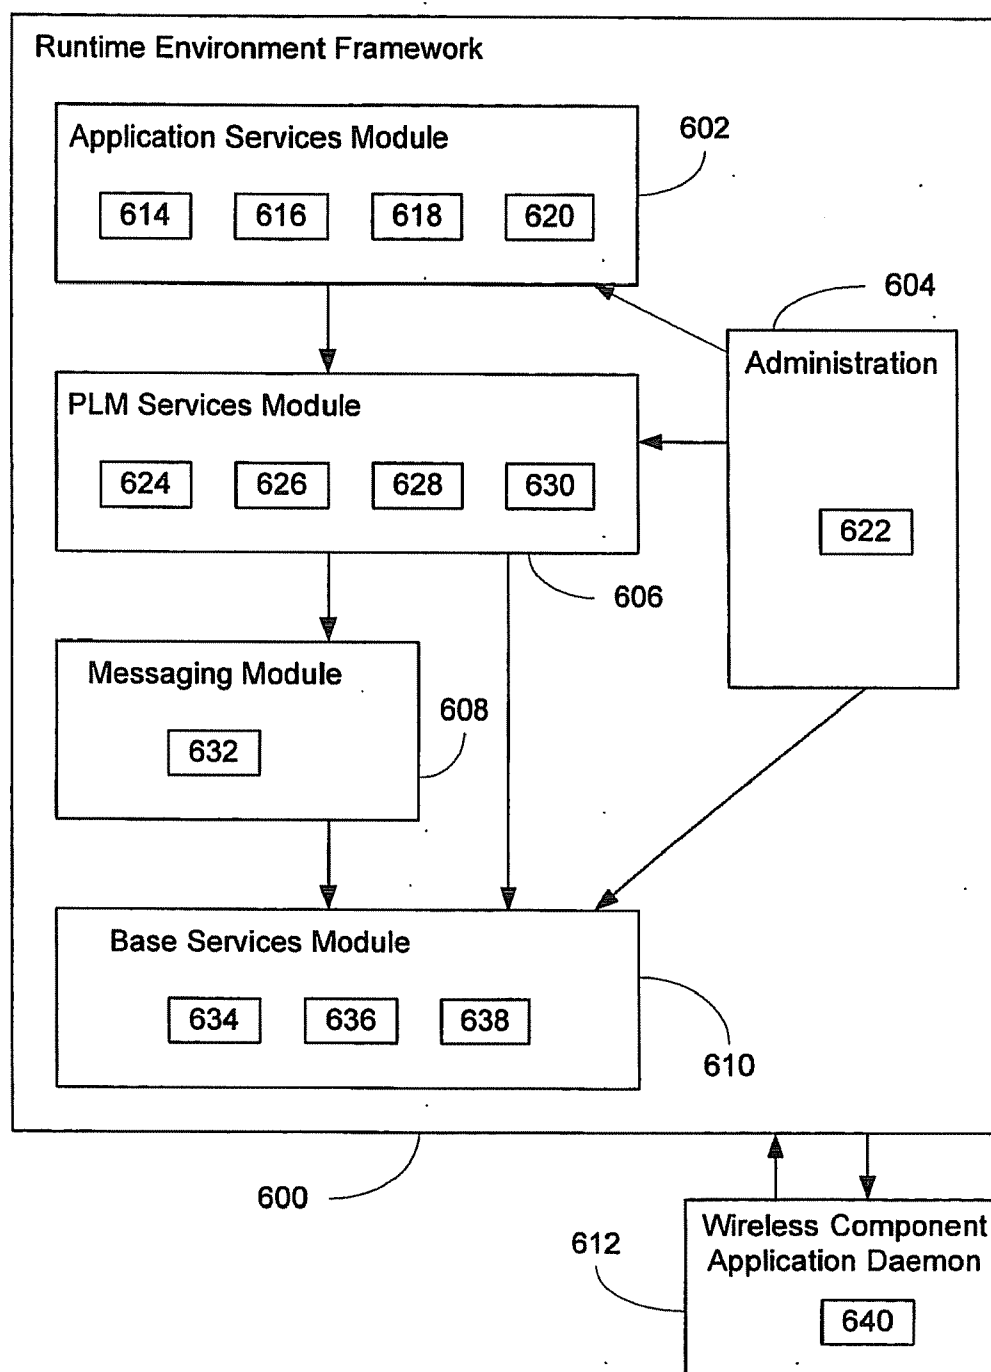 Runtime Environment Framework
Application Services Module
602
614 616 618 620
604
Administration
PLM Services Module
624 626 628 630
622
606
Messaging Module
608
632
Base Services Module
634 636 638
610
600
612
Wireless Component
Application Daemon
640